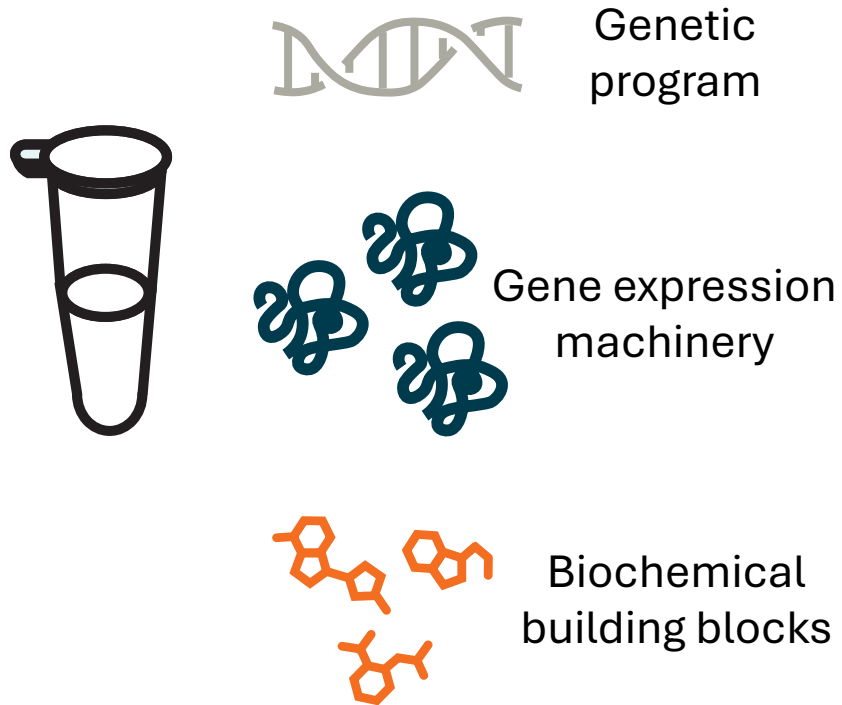 Genetic
program
Gene expression
machinery
Biochemical
building blocks